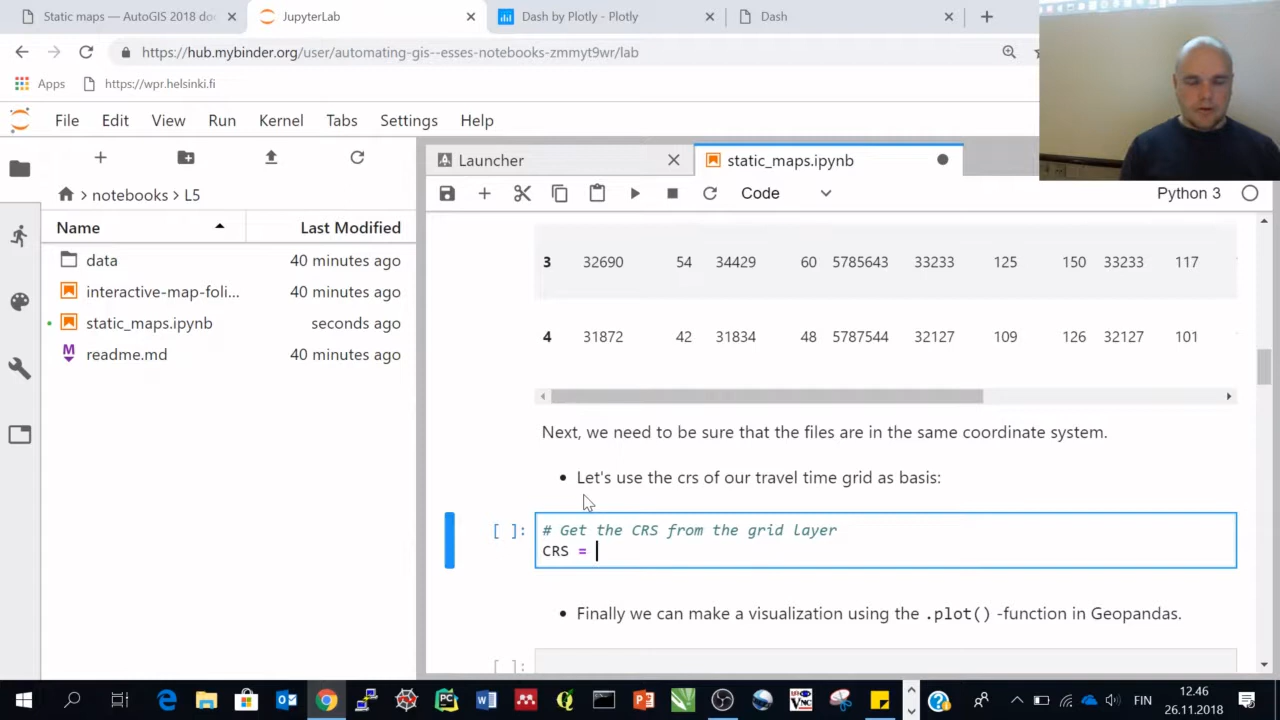 Static maps — AutoGIS 2018 do
JupyterLab
Dash by Plotly - Plotly
Dash
https://hub.mybinder.org/user/automating-gis--esses-notebooks-zmmyt9wr/lab
Apps
https://wpr.helsinki.fi
File Edit View Run Kernel Tabs Settings Help
Launcher
static_maps.ipynb
Code
Python 3
notebooks > L5
Name Last Modified
data 40 minutes ago
interactive-map-foli... 40 minutes ago
static_maps.ipynb seconds ago
readme.md 40 minutes ago
3 32690 54 34429 60 5785643 33233 125 150 33233 117
4 31872 42 31834 48 5787544 32127 109 126 32127 101
Next, we need to be sure that the files are in the same coordinate system.
• Let's use the crs of our travel time grid as basis:
[ ]: # Get the CRS from the grid layer
CRS =
• Finally we can make a visualization using the .plot() -function in Geopandas.
[ ]:
FIN
12.46
26.11.2018